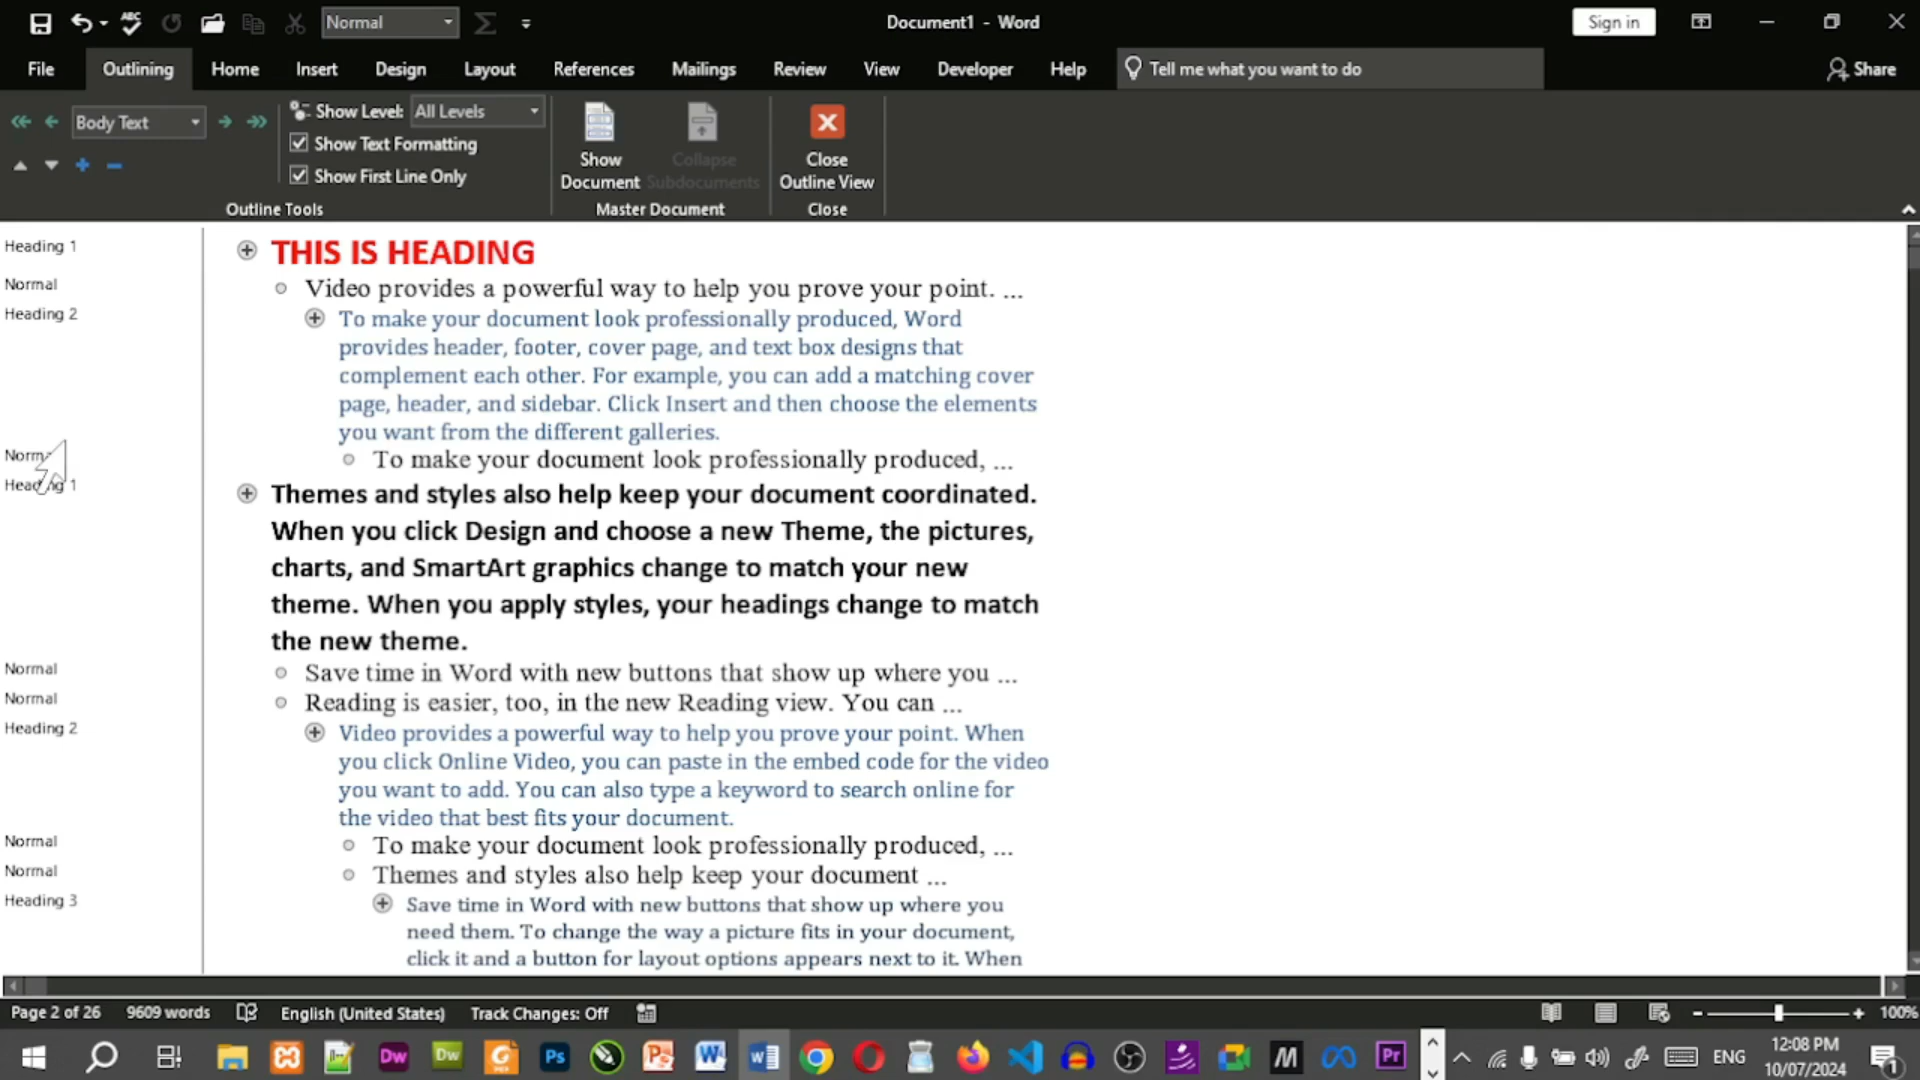 Normal
Document1 - Word
Sign in
File
Outlining
Home
Insert
Design
Layout
References
Mailings
Review
View
Developer
Help
Tell me what you want to do
Share
Body Text
Show Level:
All Levels
Show Text Formatting
Show First Line Only
Outline Tools
Show
Document
Collapse
Subdocuments
Master Document
Close
Outline View
Close
Heading 1
THIS IS HEADING
Normal
Video provides a powerful way to help you prove your point. ...
Heading 2
To make your document look professionally produced, Word
provides header, footer, cover page, and text box designs that
complement each other. For example, you can add a matching cover
page, header, and sidebar. Click Insert and then choose the elements
you want from the different galleries.
Normal
To make your document look professionally produced, ...
Heading 1
Themes and styles also help keep your document coordinated.
When you click Design and choose a new Theme, the pictures,
charts, and SmartArt graphics change to match your new
theme. When you apply styles, your headings change to match
the new theme.
Normal
Save time in Word with new buttons that show up where you ...
Normal
Reading is easier, too, in the new Reading view. You can ...
Heading 2
Video provides a powerful way to help you prove your point. When
you click Online Video, you can paste in the embed code for the video
you want to add. You can also type a keyword to search online for
the video that best fits your document.
Normal
To make your document look professionally produced, ...
Normal
Themes and styles also help keep your document ...
Heading 3
Save time in Word with new buttons that show up where you
need them. To change the way a picture fits in your document,
click it and a button for layout options appears next to it. When
Page 2 of 26
9609 words
English (United States)
Track Changes: Off
100%
Dw
Dw
Ps
Pr
ENG
12:08 PM
10/07/2024
1